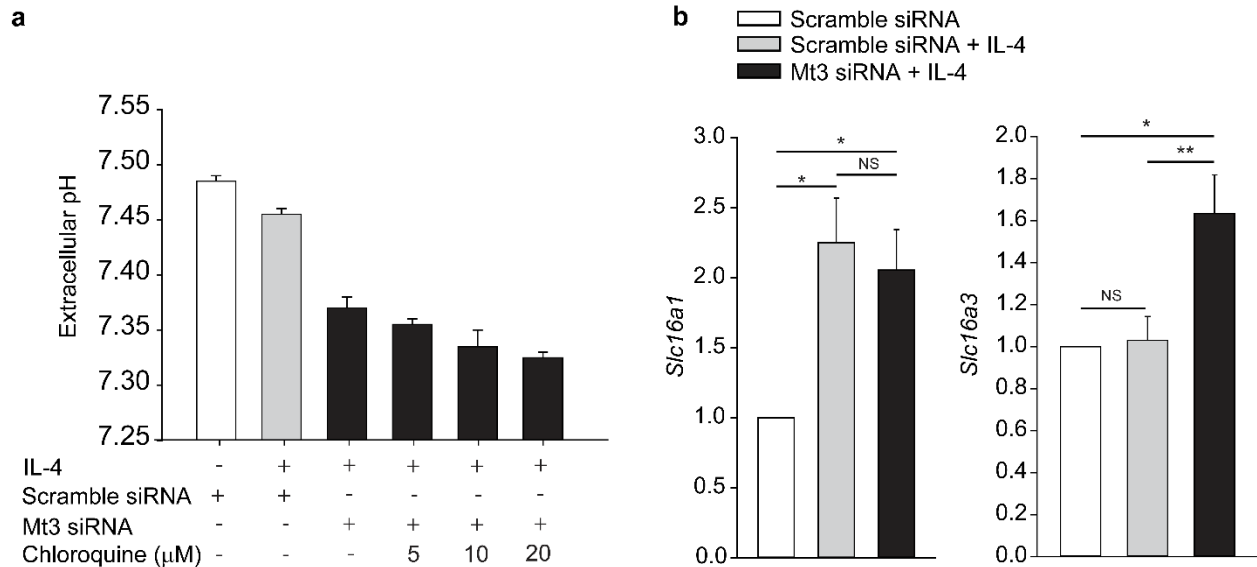 a
Extracellular pH
7.55
7.50
7.45
7.40
7.35
7.30
7.25
IL-4 - + + + + +
Scramble siRNA + + - - - -
Mt3 siRNA - - + + + +
Chloroquine (μM) - - - 5 10 20
b
Scramble siRNA
Scramble siRNA + IL-4
Mt3 siRNA + IL-4
Slc16a1
3.0
2.5
2.0
1.5
1.0
0.5
0.0
*
*
NS
Slc16a3
2.0
1.8
1.6
1.4
1.2
1.0
0.8
0.6
0.4
0.2
0.0
*
**
NS